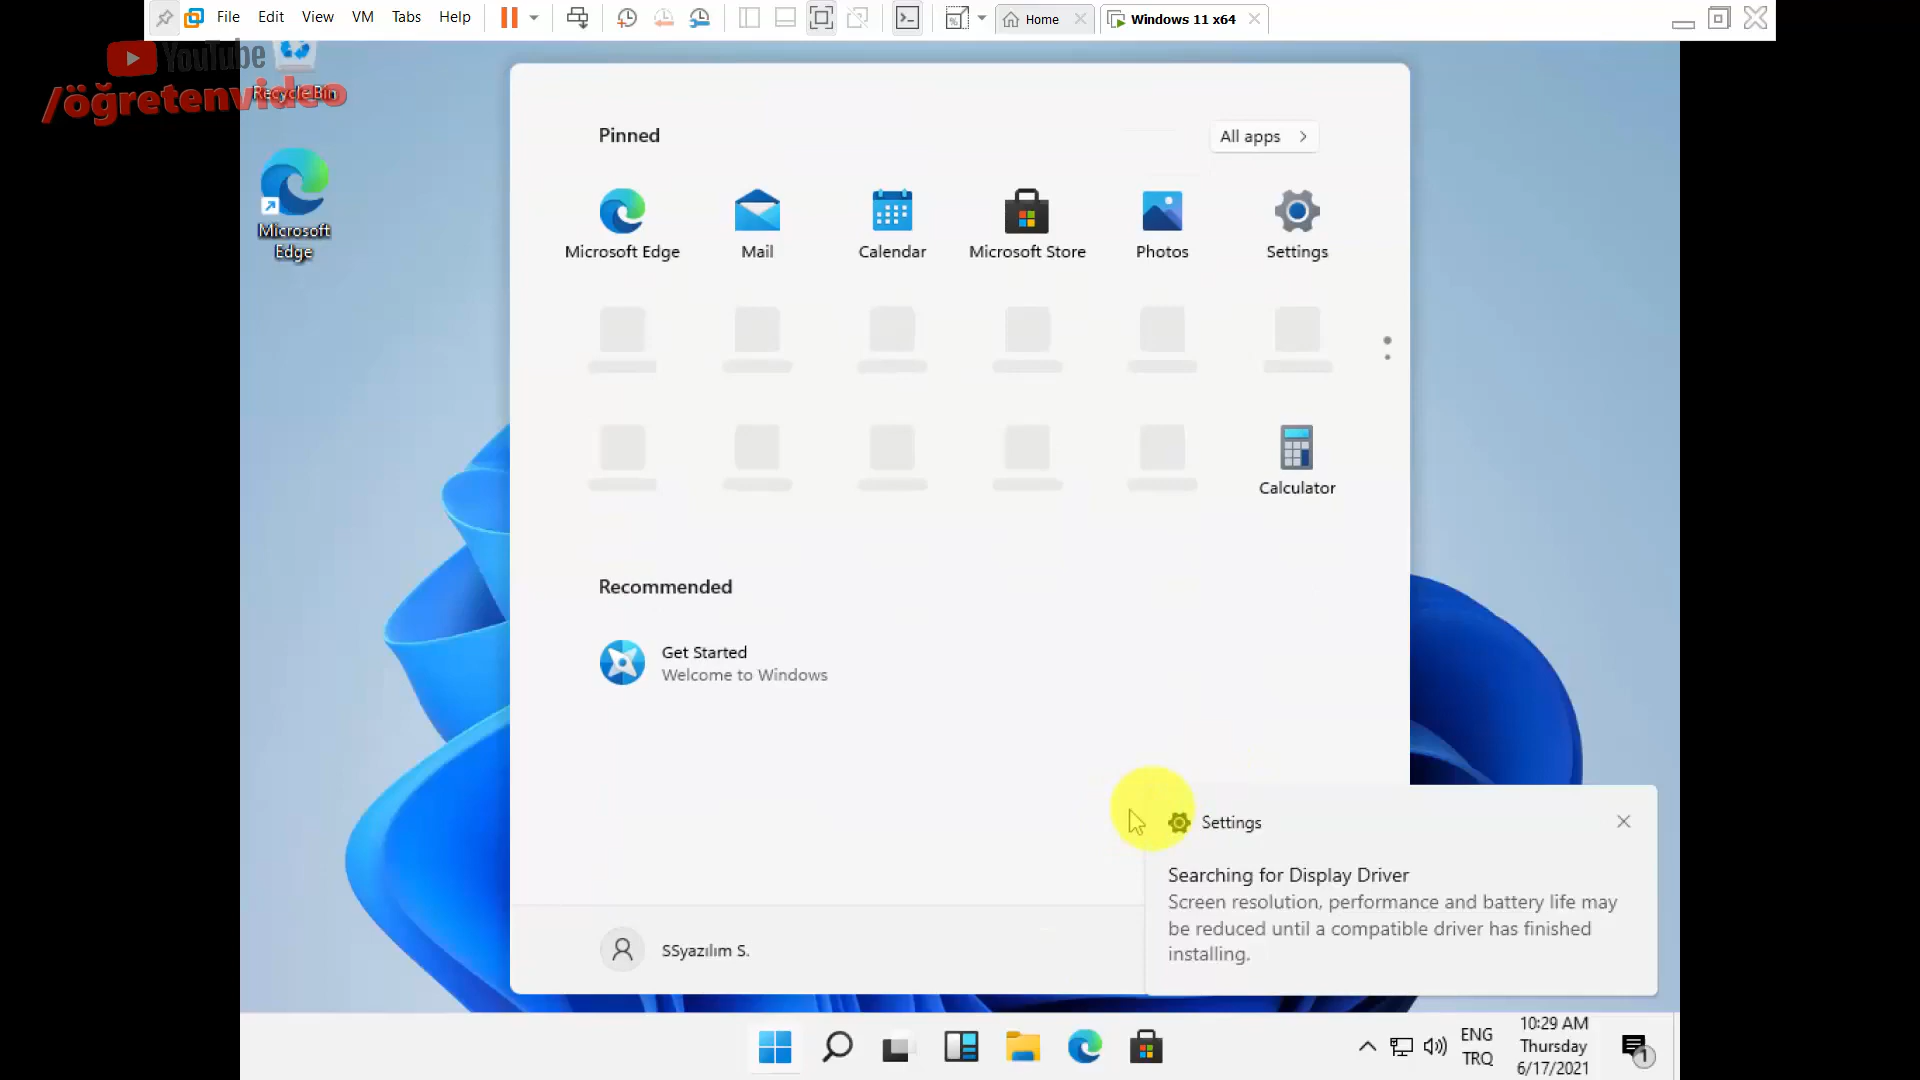 File Edit View VM Tabs Help
Home
Windows 11 x64
YouTube
/öğretenvideo
Recycle Bin
Microsoft
Edge
Pinned
All apps
Microsoft Edge
Mail
Calendar
Microsoft Store
Photos
Settings
Calculator
Recommended
Get Started
Welcome to Windows
Settings
Searching for Display Driver
Screen resolution, performance and battery life may
be reduced until a compatible driver has finished
installing.
SSyazılım S.
ENG
TRQ
10:29 AM
Thursday
6/17/2021
1